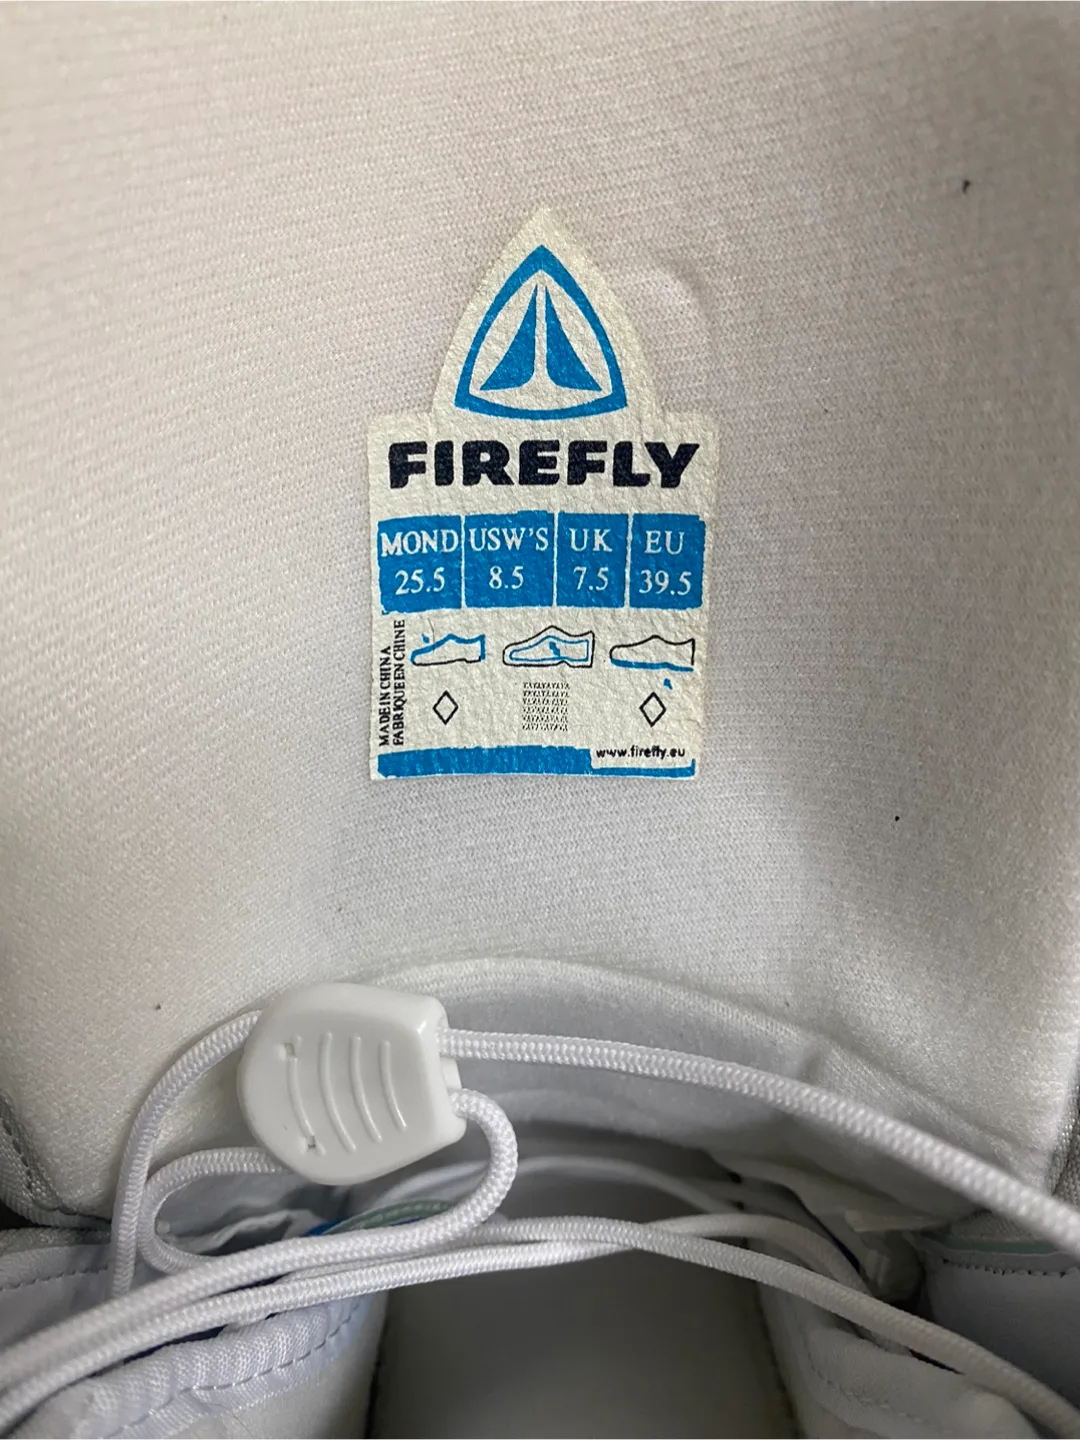 FIREFLY
MOND USW'S UK EU
25.5 8.5 7.5 39.5
MADE IN CHINA
FABRIQUE EN CHINE
www.firefly.eu